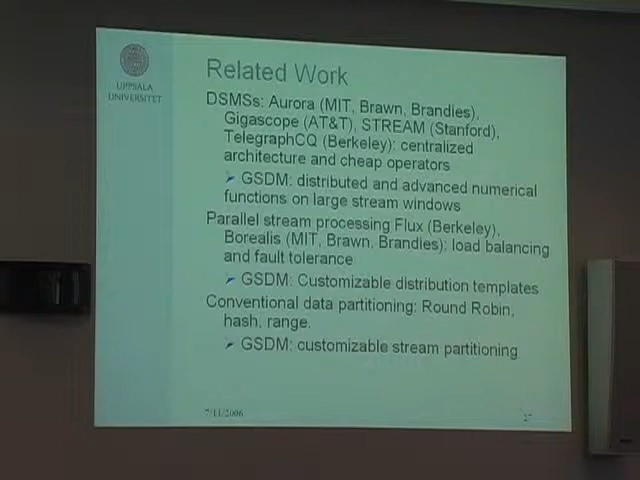 UPPSALA
UNIVERSITET
Related Work
DSMSs: Aurora (MIT, Brawn, Brandies),
Gigascope (AT&T), STREAM (Stanford),
TelegraphCQ (Berkeley): centralized
architecture and cheap operators
GSDM: distributed and advanced numerical
functions on large stream windows
Parallel stream processing Flux (Berkeley),
Borealis (MIT, Brawn, Brandies): load balancing
and fault tolerance
GSDM: Customizable distribution templates
Conventional data partitioning: Round Robin,
hash, range.
GSDM: customizable stream partitioning
7/11/2006